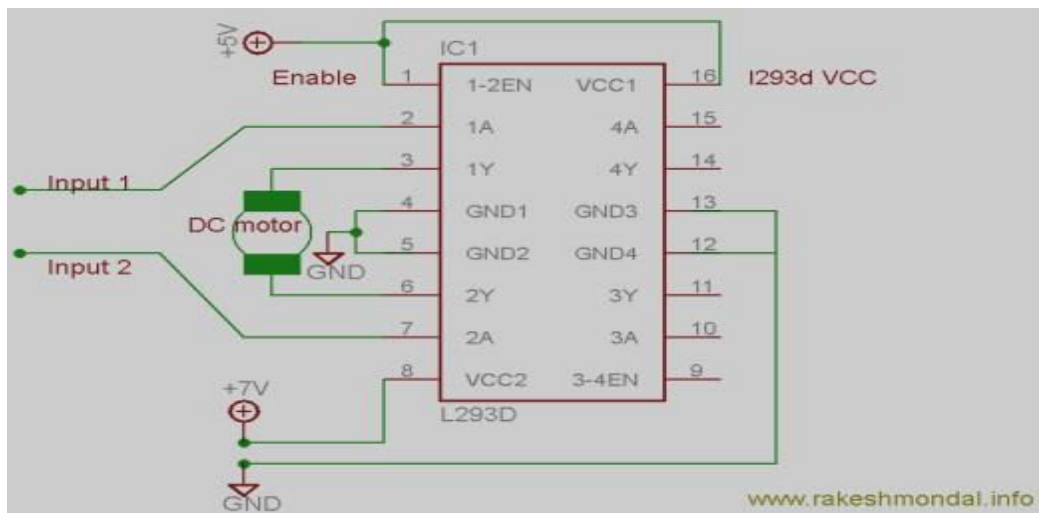 +5V
IC1
Enable
1 1-2EN VCC1 16 I293d VCC
2 1A 4A 15
3 1Y 4Y 14
Input 1
4 GND1 GND3 13
DC motor
5 GND2 GND4 12
GND
Input 2
6 2Y 3Y 11
7 2A 3A 10
8 VCC2 3-4EN 9
+7V
L293D
GND
www.rakeshmondal.info